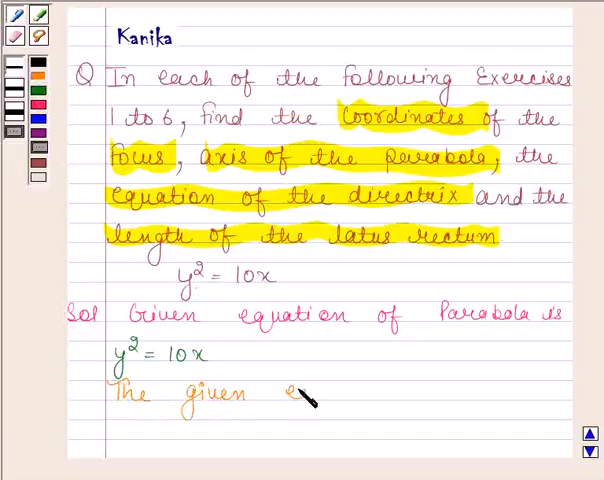 Kanika
Q In each of the following Exercises
1 to 6, find the coordinates of the
focus, axis of the parabola, the
equation of the directrix and the
length of the latus rectum
y² = 10x
Sol Given equation of Parabola is
y² = 10x
The given e